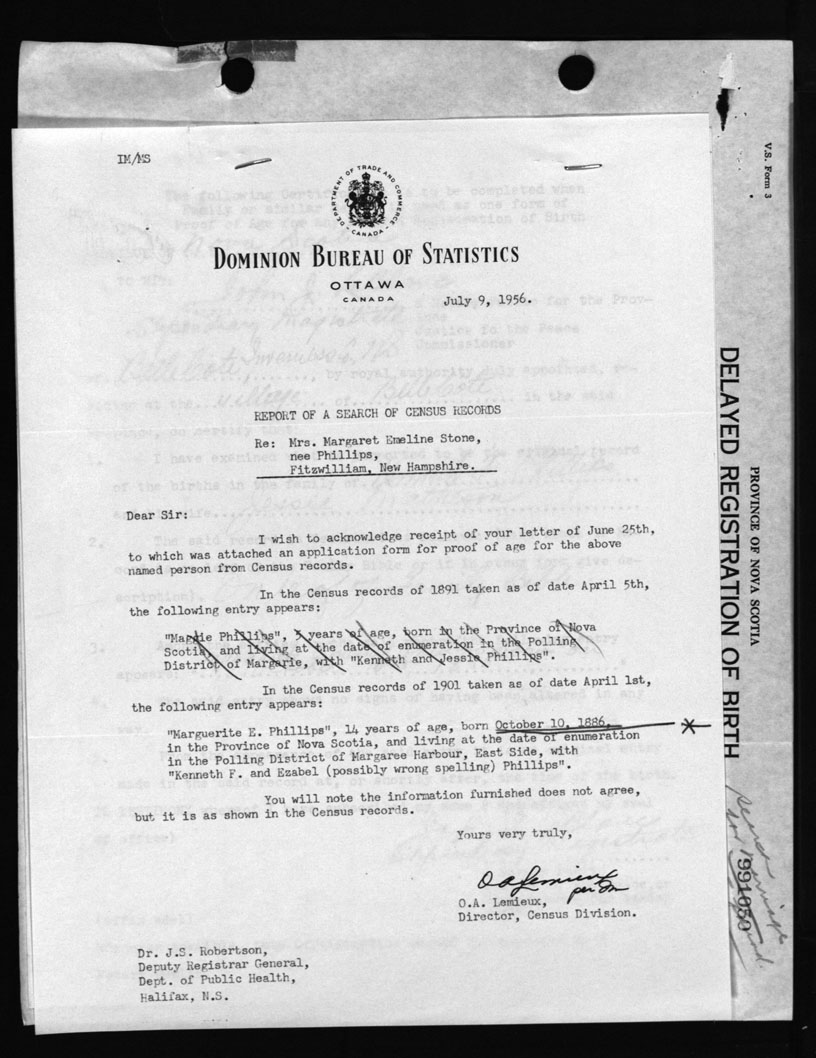 IM/MS
DEPARTMENT OF TRADE AND COMMERCE
CANADA
DOMINION BUREAU OF STATISTICS
OTTAWA
CANADA
July 9, 1956.
REPORT OF A SEARCH OF CENSUS RECORDS
Re: Mrs. Margaret Emeline Stone,
nee Phillips,
Fitzwilliam, New Hampshire.
Dear Sir:
I wish to acknowledge receipt of your letter of June 25th,
to which was attached an application form for proof of age for the above
named person from Census records.
In the Census records of 1891 taken as of date April 5th,
the following entry appears:
"Maggie Phillips", 5 years of age, born in the Province of Nova
Scotia, and living at the date of enumeration in the Polling
District of Margarie, with "Kenneth and Jessie Phillips".
In the Census records of 1901 taken as of date April 1st,
the following entry appears:
"Marguerite E. Phillips", 14 years of age, born October 10, 1886,
in the Province of Nova Scotia, and living at the date of enumeration
in the Polling District of Margaree Harbour, East Side, with
"Kenneth F. and Ezabel (possibly wrong spelling) Phillips".
You will note the information furnished does not agree,
but it is as shown in the Census records.
Yours very truly,
O A Lemieux
per
O.A. Lemieux,
Director, Census Division.
Dr. J.S. Robertson,
Deputy Registrar General,
Dept. of Public Health,
Halifax, N.S.
V.S. Form 3
PROVINCE OF NOVA SCOTIA
DELAYED REGISTRATION OF BIRTH
991050